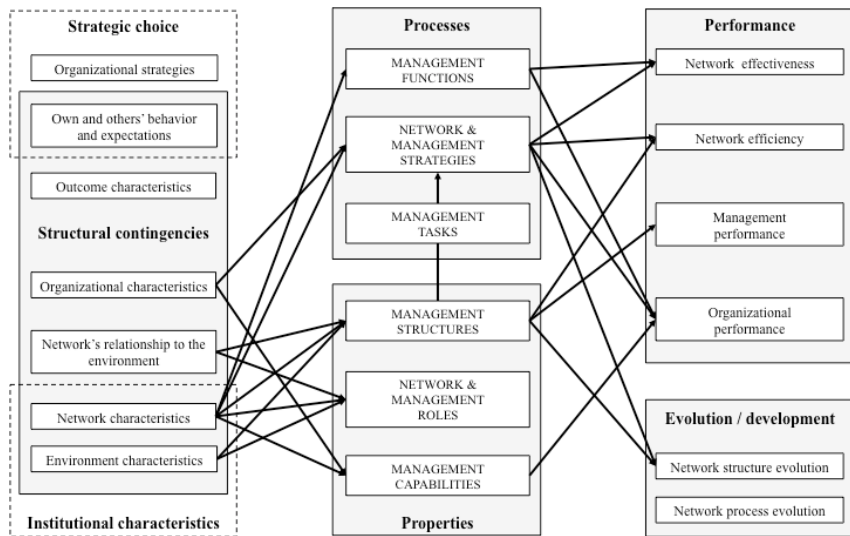 Strategic choice
Organizational strategies
Own and others' behavior
and expectations
Outcome characteristics
Structural contingencies
Organizational characteristics
Network's relationship to the
environment
Network characteristics
Environment characteristics
Institutional characteristics
Processes
MANAGEMENT
FUNCTIONS
NETWORK &
MANAGEMENT
STRATEGIES
MANAGEMENT
TASKS
MANAGEMENT
STRUCTURES
NETWORK &
MANAGEMENT
ROLES
MANAGEMENT
CAPABILITIES
Properties
Performance
Network effectiveness
Network efficiency
Management
performance
Organizational
performance
Evolution / development
Network structure evolution
Network process evolution